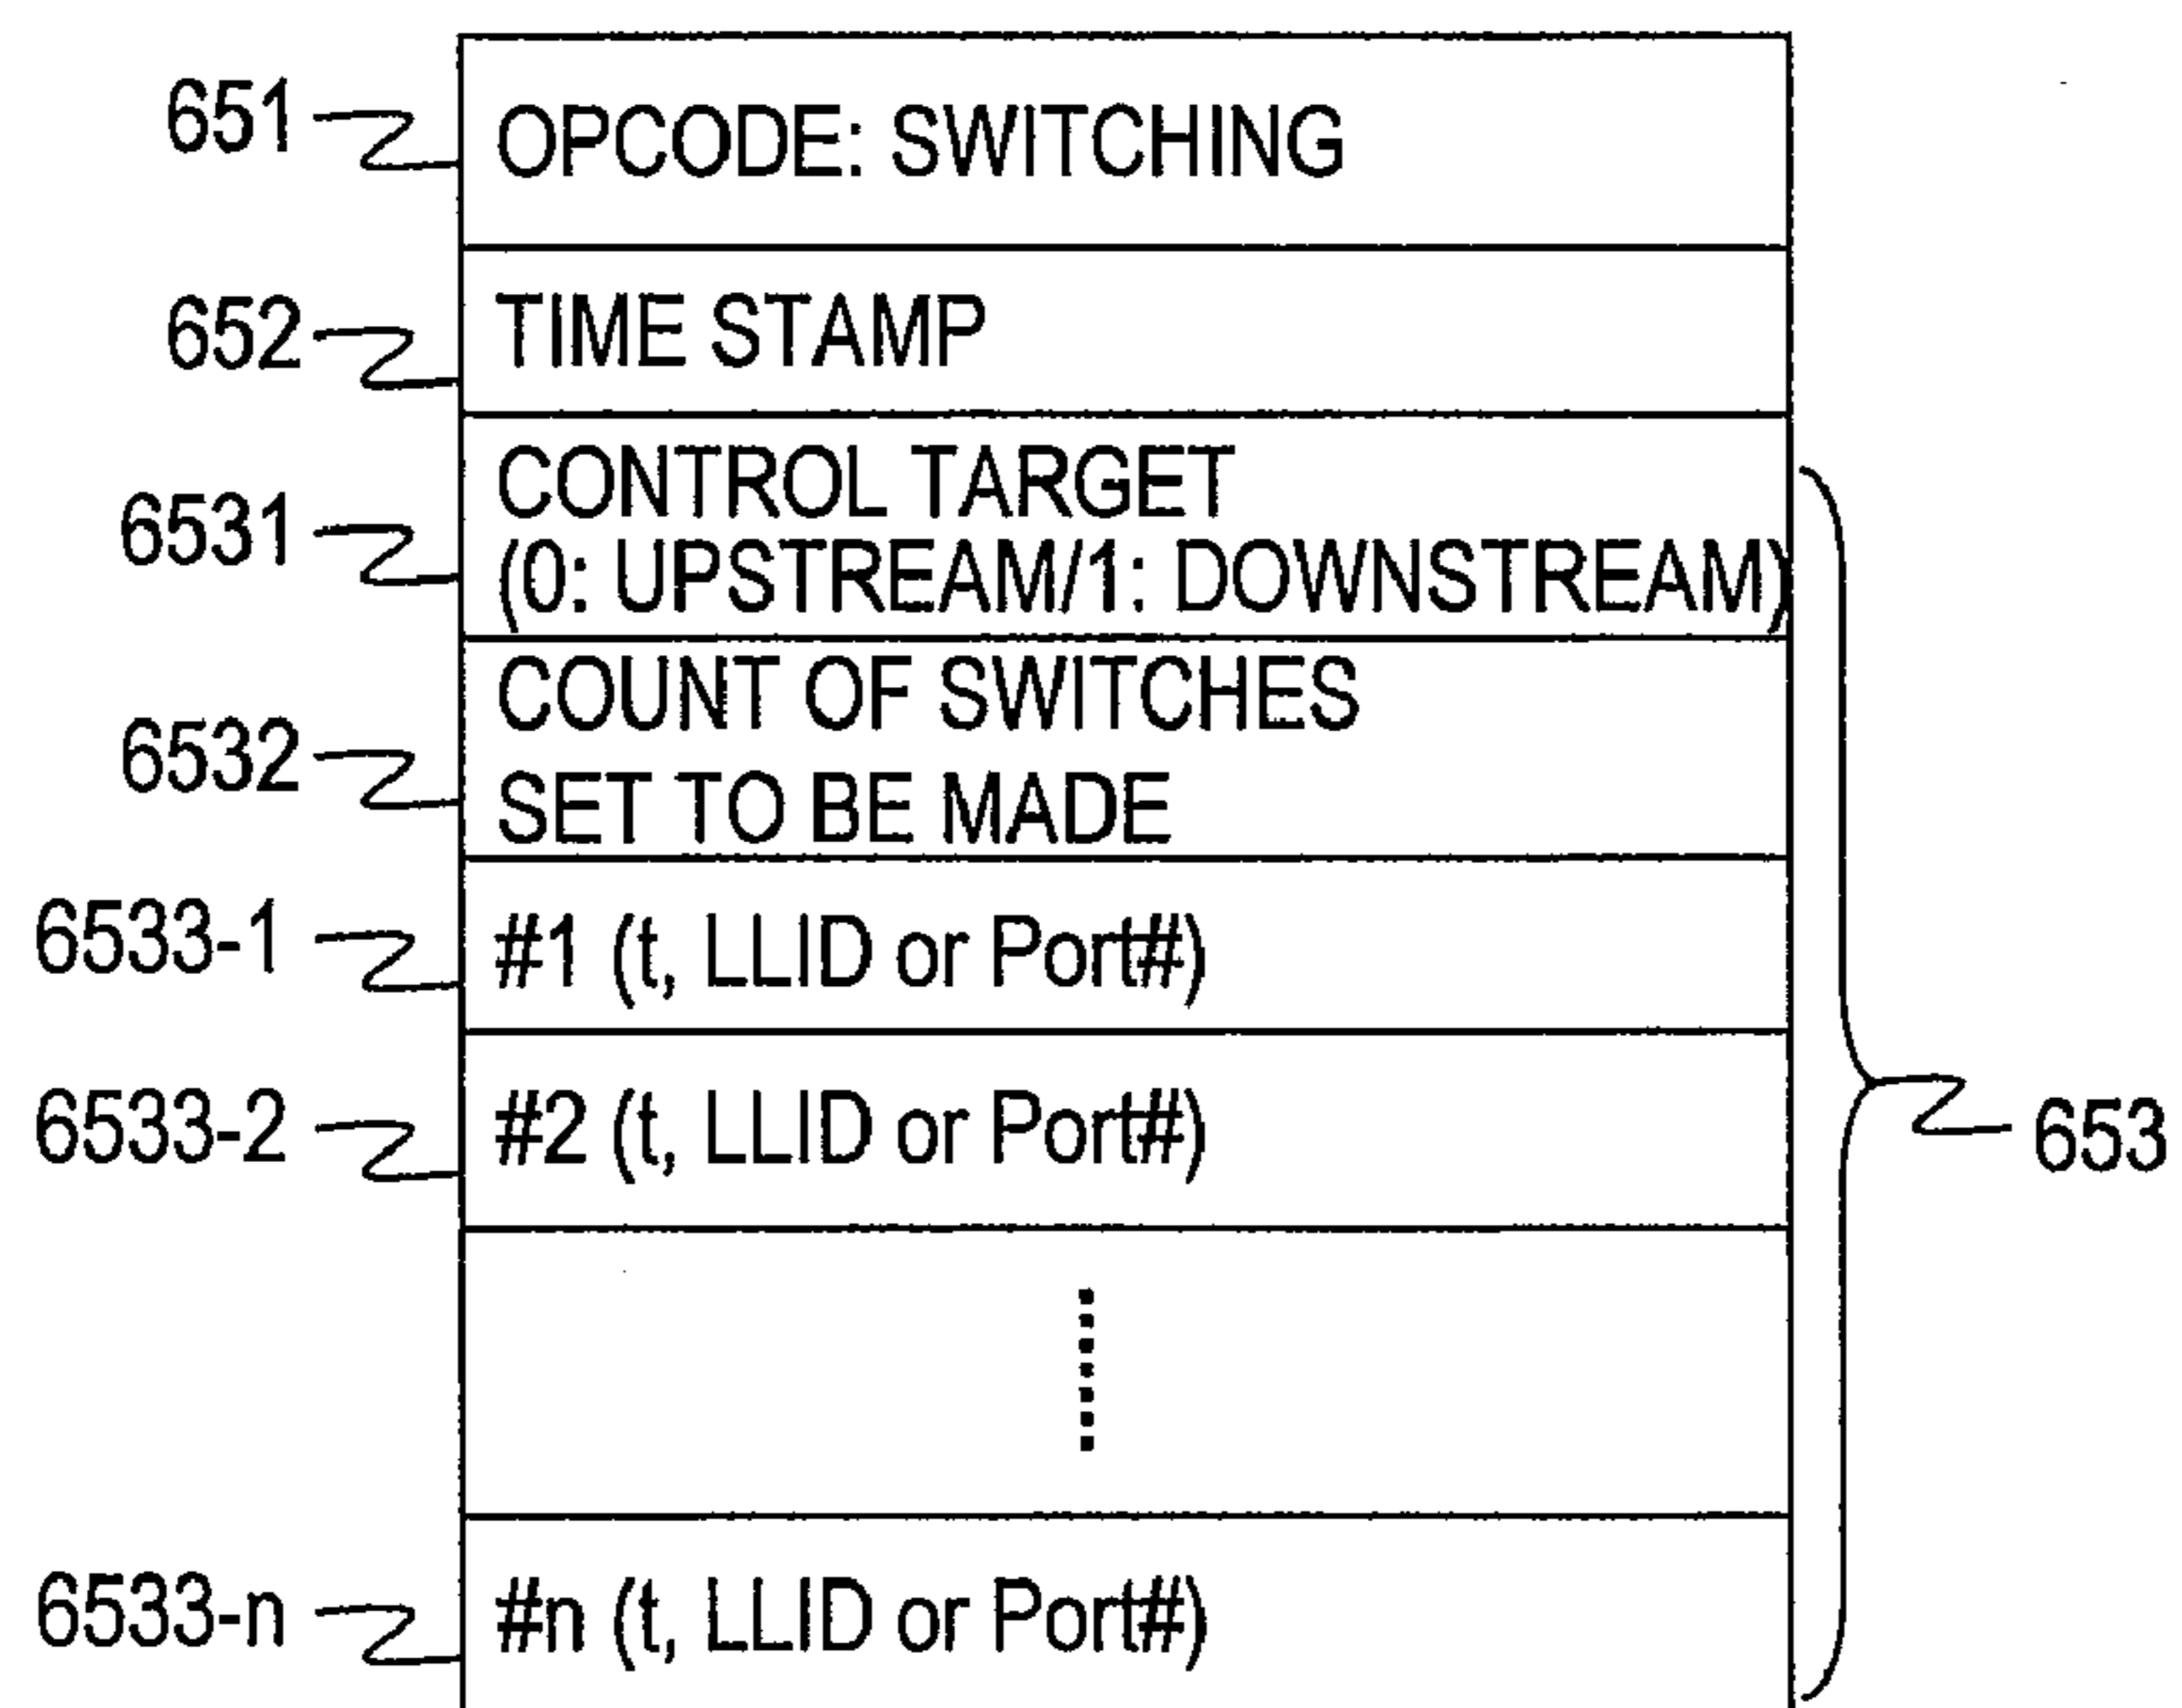 651 OPCODE: SWITCHING
652 TIME STAMP
6531 CONTROL TARGET
(0: UPSTREAM/1: DOWNSTREAM)
6532 COUNT OF SWITCHES
SET TO BE MADE
6533-1 #1 (t, LLID or Port#)
6533-2 #2 (t, LLID or Port#)
653
6533-n #n (t, LLID or Port#)